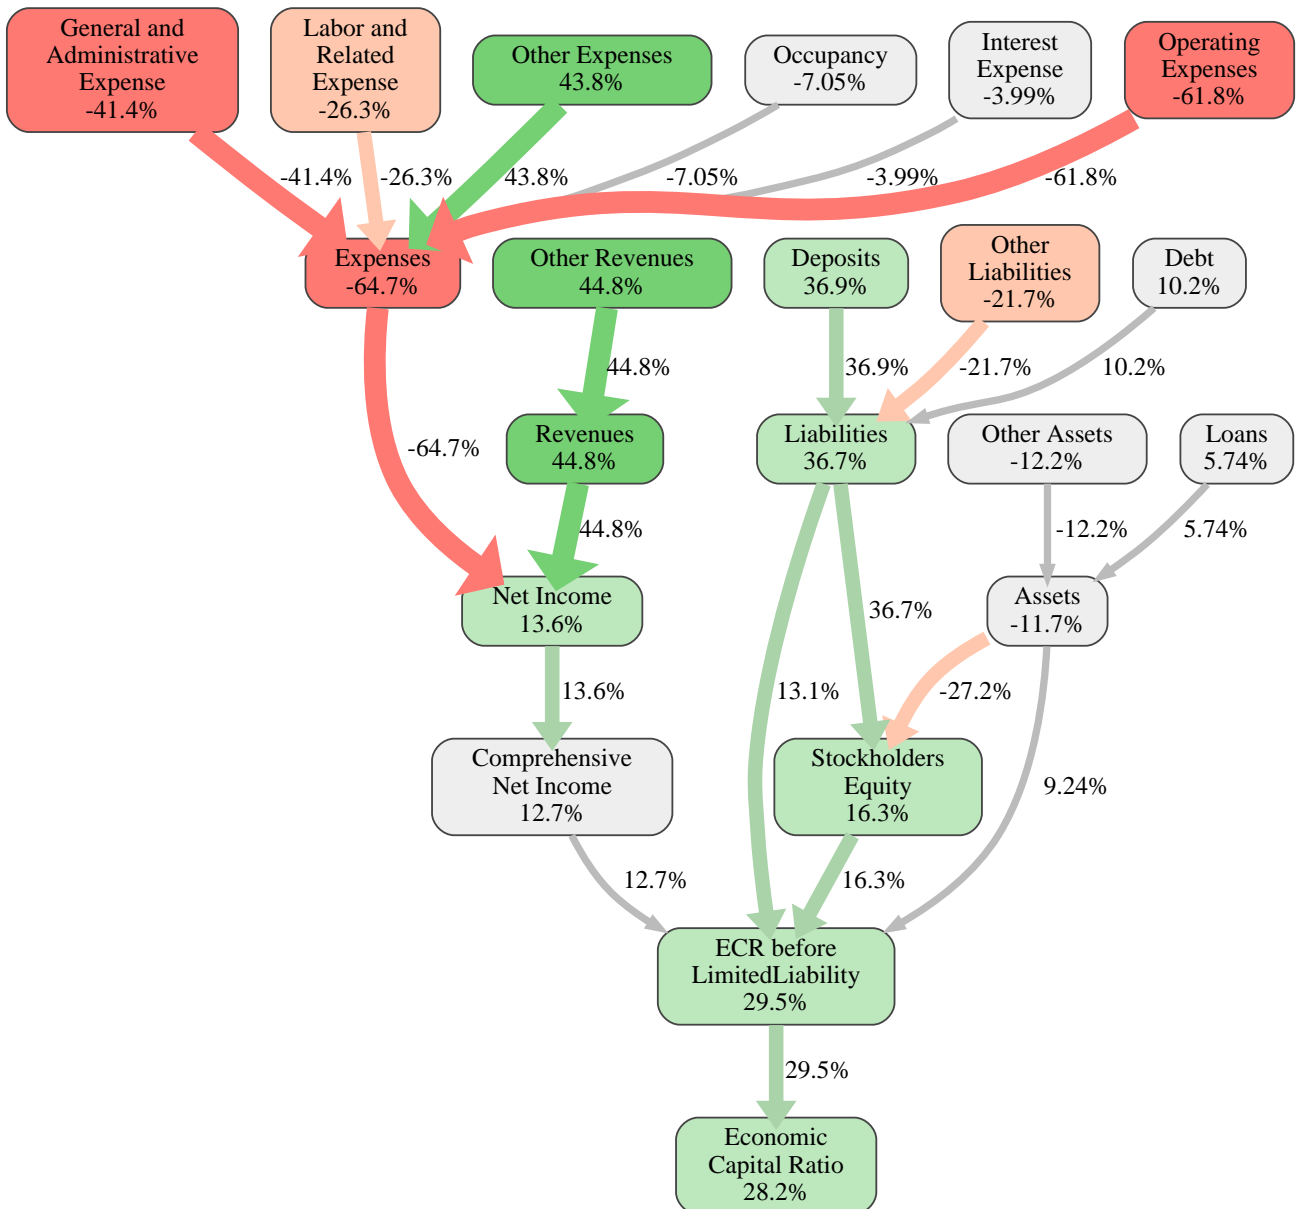 General and
Administrative
Expense
-41.4%
Labor and
Related
Expense
-26.3%
Other Expenses
43.8%
Occupancy
-7.05%
Interest
Expense
-3.99%
Operating
Expenses
-61.8%
-41.4%
-26.3%
43.8%
-7.05%
-3.99%
-61.8%
Expenses
-64.7%
Other Revenues
44.8%
Deposits
36.9%
Other
Liabilities
-21.7%
Debt
10.2%
44.8%
36.9%
-21.7%
10.2%
-64.7%
Revenues
44.8%
Liabilities
36.7%
Other Assets
-12.2%
Loans
5.74%
44.8%
-12.2%
5.74%
Net Income
13.6%
36.7%
Assets
-11.7%
13.6%
13.1%
-27.2%
Comprehensive
Net Income
12.7%
Stockholders
Equity
16.3%
9.24%
12.7%
16.3%
ECR before
LimitedLiability
29.5%
29.5%
Economic
Capital Ratio
28.2%